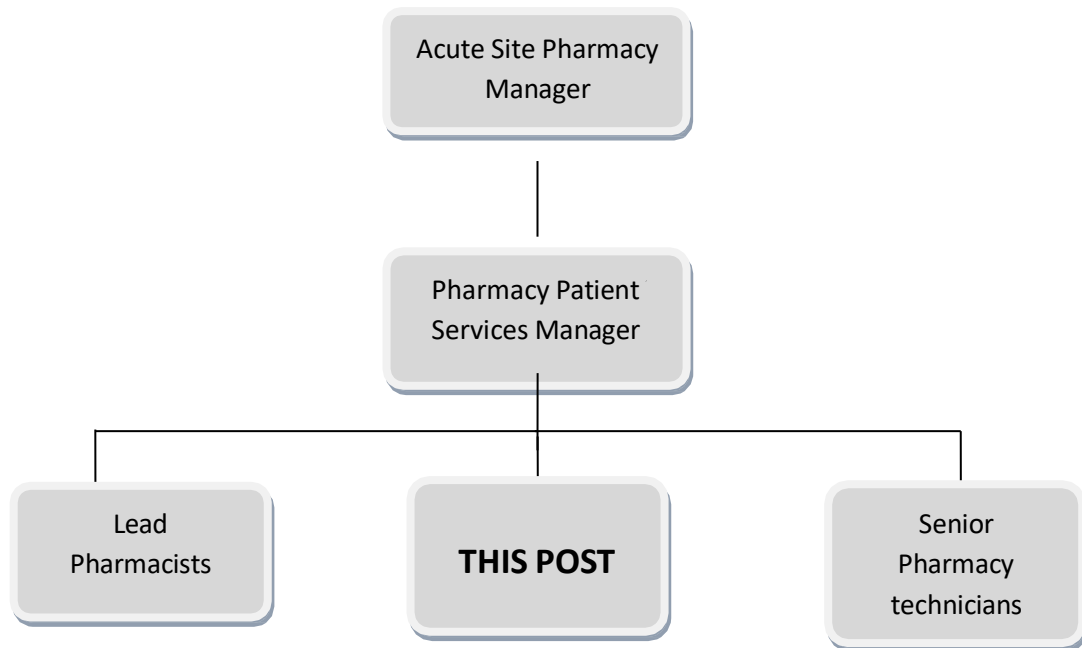 Acute Site Pharmacy
Manager
Pharmacy Patient
Services Manager
Lead
Pharmacists
THIS POST
Senior
Pharmacy
technicians